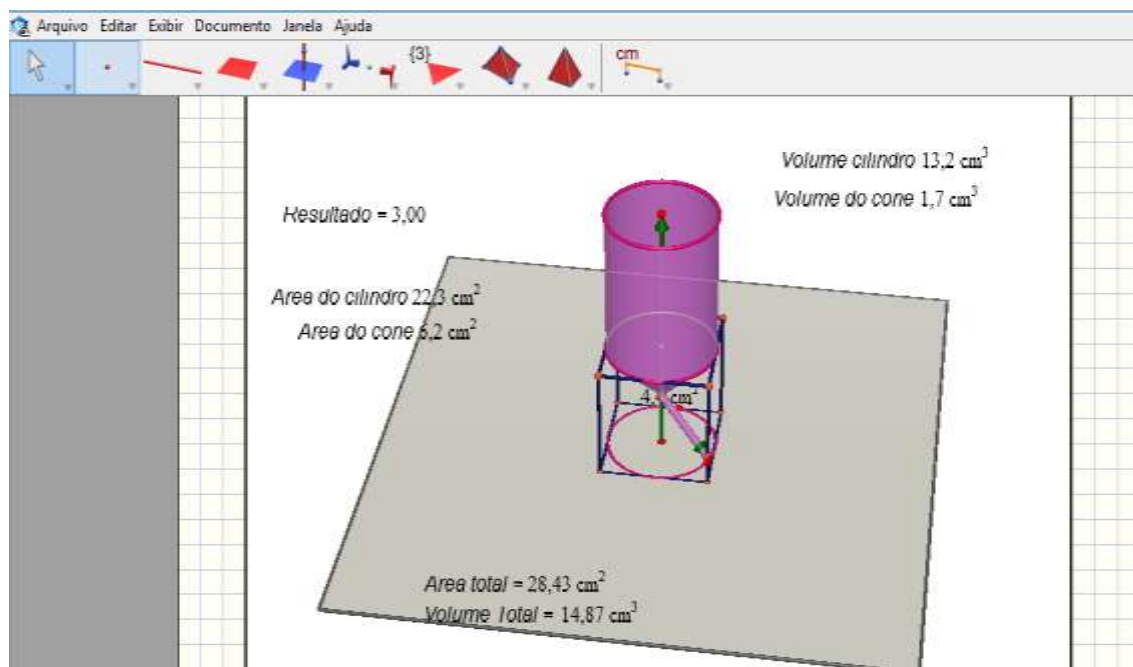 Arquivo Editar Exibir Documento Janela Ajuda
{3}
cm
Volume cilindro 13,2 cm³
Volume do cone 1,7 cm³
Resultado = 3,00
Area do cilindro 22,3 cm²
Area do cone 6,2 cm²
cm²
Area total = 28,43 cm²
Volume Total = 14,87 cm³